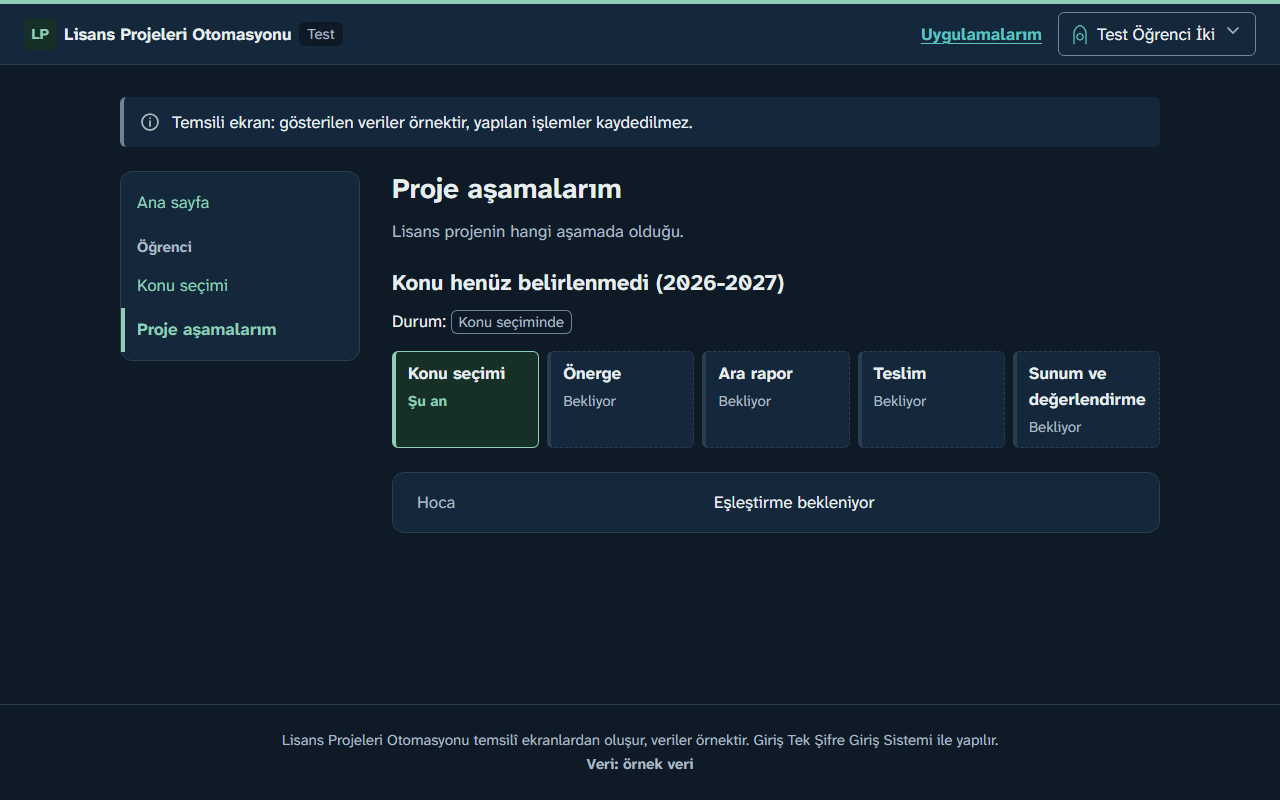 LP Lisans Projeleri Otomasyonu Test
Uygulamalarım
Test Öğrenci İki
Temsili ekran: gösterilen veriler örnektir, yapılan işlemler kaydedilmez.
Ana sayfa
Öğrenci
Konu seçimi
Proje aşamalarım
Proje aşamalarım
Lisans projenin hangi aşamada olduğu.
Konu henüz belirlenmedi (2026-2027)
Durum: Konu seçiminde
Konu seçimi
Şu an
Önerge
Bekliyor
Ara rapor
Bekliyor
Teslim
Bekliyor
Sunum ve
değerlendirme
Bekliyor
Hoca Eşleştirme bekleniyor
Lisans Projeleri Otomasyonu temsilî ekranlardan oluşur, veriler örnektir. Giriş Tek Şifre Giriş Sistemi ile yapılır.
Veri: örnek veri